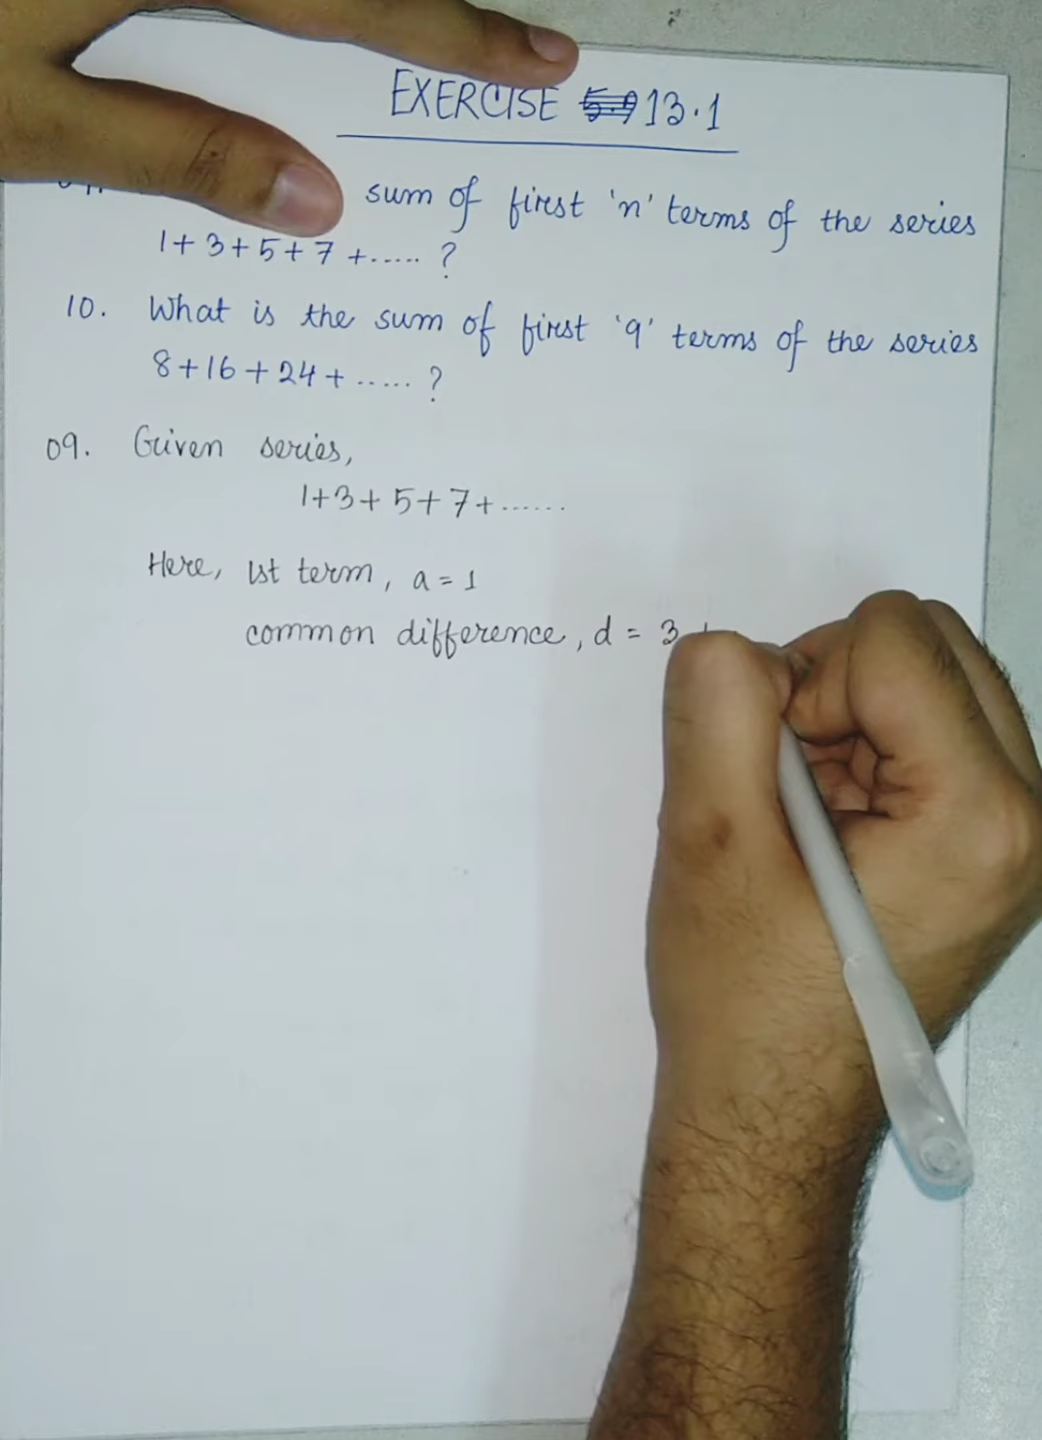 EXERCISE 13.1
sum of first 'n' terms of the series
1+3+5+7+..... ?
10. What is the sum of first '9' terms of the series
8+16+24+..... ?
09. Given series,
1+3+5+7+......
Here, 1st term, a=1
common difference, d = 3